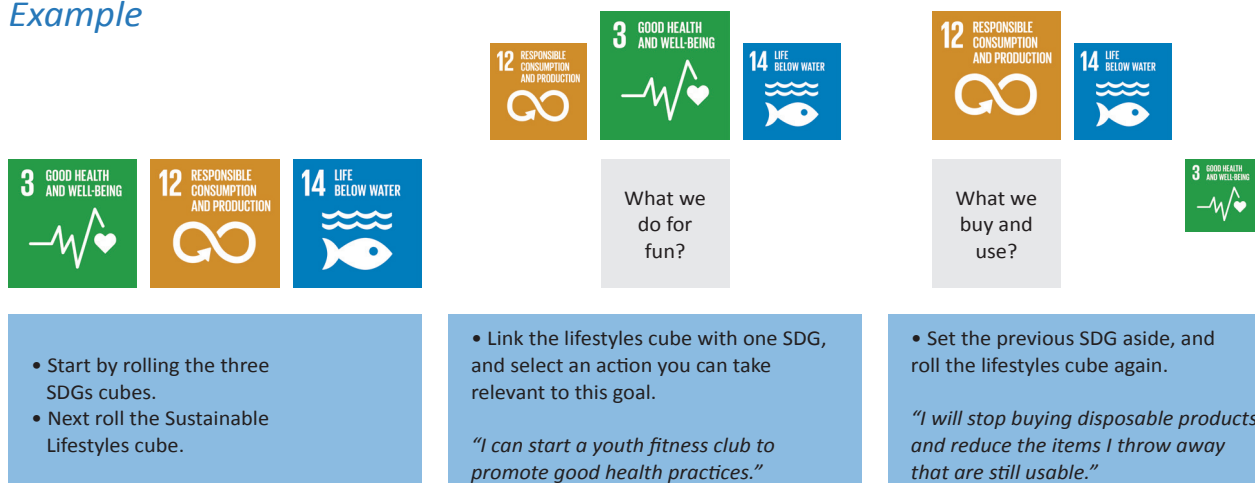 Example
3 GOOD HEALTH
AND WELL-BEING
12 RESPONSIBLE
CONSUMPTION
AND PRODUCTION
14 LIFE
BELOW WATER
• Start by rolling the three
SDGs cubes.
• Next roll the Sustainable
Lifestyles cube.
12 RESPONSIBLE
CONSUMPTION
AND PRODUCTION
3 GOOD HEALTH
AND WELL-BEING
14 LIFE
BELOW WATER
What we
do for
fun?
• Link the lifestyles cube with one SDG,
and select an action you can take
relevant to this goal.
“I can start a youth fitness club to
promote good health practices.”
12 RESPONSIBLE
CONSUMPTION
AND PRODUCTION
14 LIFE
BELOW WATER
What we
buy and
use?
3 GOOD HEALTH
AND WELL-BEING
• Set the previous SDG aside, and
roll the lifestyles cube again.
“I will stop buying disposable products
and reduce the items I throw away
that are still usable.”